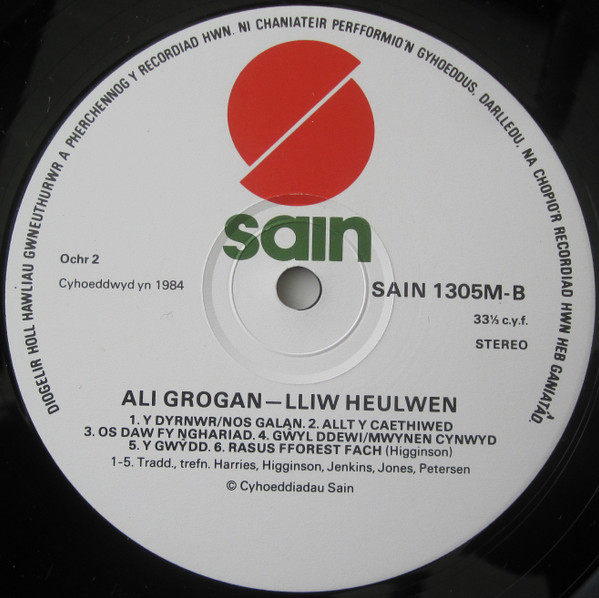 DIOGELIR HOLL HAWLIAU GWNEUTHURWR A PHERCHENNOG Y RECORDIAD HWN. NI CHANIATEIR PERFFORMIO'N GYHOEDDUS, DARLLEDU, NA CHOPIO'R RECORDIAD HWN HEB GANIATÂD.
sain
Ochr 2
Cyhoeddwyd yn 1984
SAIN 1305M-B
33⅓ c.y.f.
STEREO
ALI GROGAN—LLIW HEULWEN
1. Y DYRNWR/NOS GALAN. 2. ALLT Y CAETHIWED
3. OS DAW FY NGHARIAD. 4. GŴYL DDEWI/MWYNEN CYNWYD
5. Y GWŶDD. 6. RASUS FFOREST FACH (Higginson)
1-5. Tradd., trefn. Harries, Higginson, Jenkins, Jones, Petersen
© Cyhoeddiadau Sain